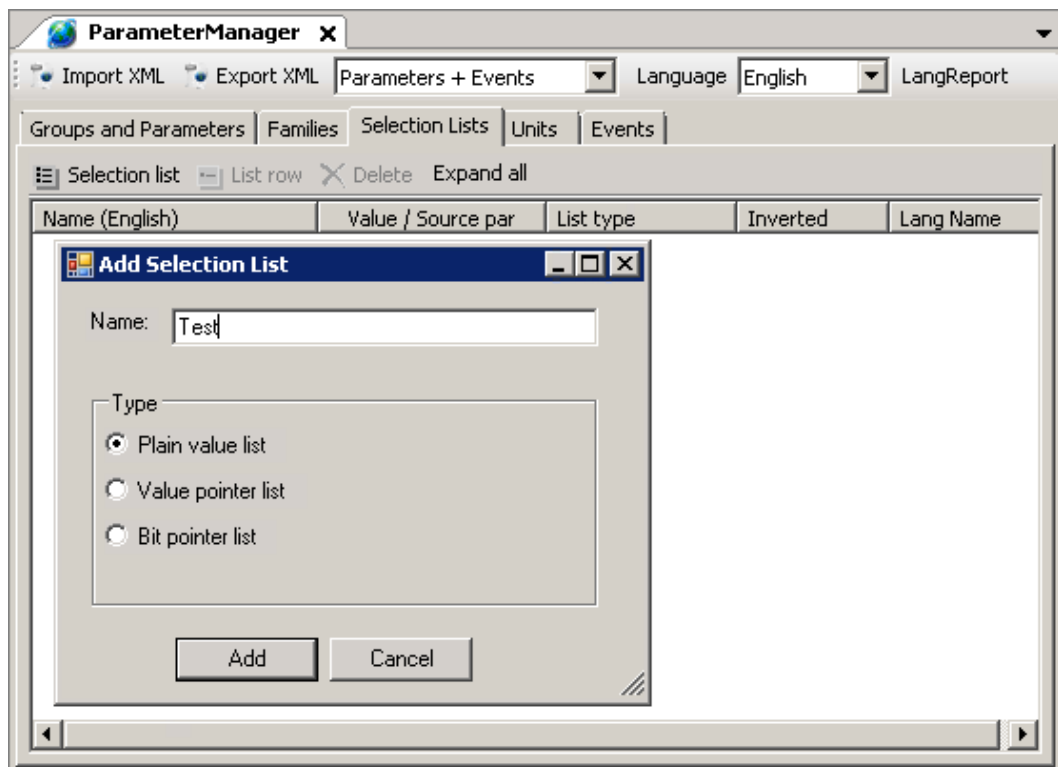 ParameterManager
Import XML Export XML Parameters + Events Language English LangReport
Groups and Parameters Families Selection Lists Units Events
Selection list List row Delete Expand all
Name (English) Value / Source par List type Inverted Lang Name
Add Selection List
Name: Test
Type
Plain value list
Value pointer list
Bit pointer list
Add Cancel